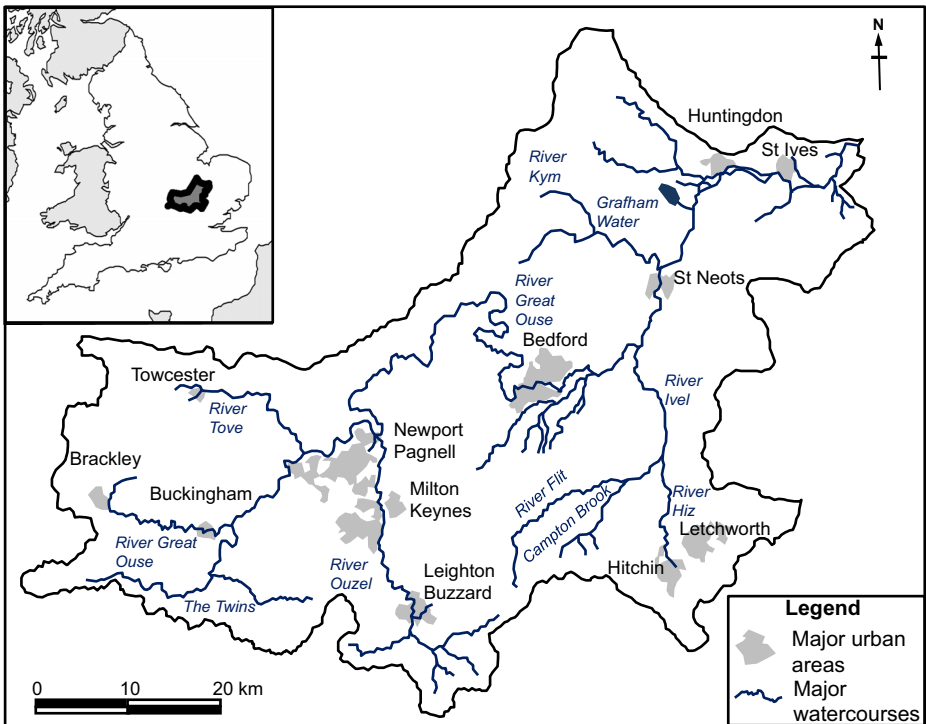 N
Huntingdon
St Ives
River
Kym
Grafham
Water
St Neots
River
Great
Ouse
Bedford
Towcester
River
Tove
River
Ivel
Newport
Pagnell
Brackley
Buckingham
Milton
Keynes
River Flit
Campton Brook
River
Hiz
Letchworth
River Great
Ouse
River
Ouzel
Hitchin
Leighton
Buzzard
The Twins
Legend
Major urban
areas
Major
watercourses
0 10 20 km